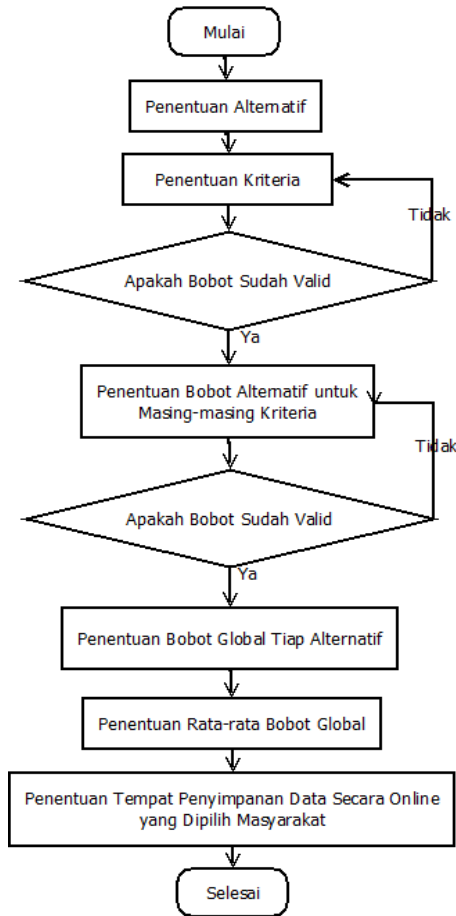 Mulai
Penentuan Alternatif
Penentuan Kriteria
Tidak
Apakah Bobot Sudah Valid
Ya
Penentuan Bobot Alternatif untuk
Masing-masing Kriteria
Tidak
Apakah Bobot Sudah Valid
Ya
Penentuan Bobot Global Tiap Alternatif
Penentuan Rata-rata Bobot Global
Penentuan Tempat Penyimpanan Data Secara Online
yang Dipilih Masyarakat
Selesai